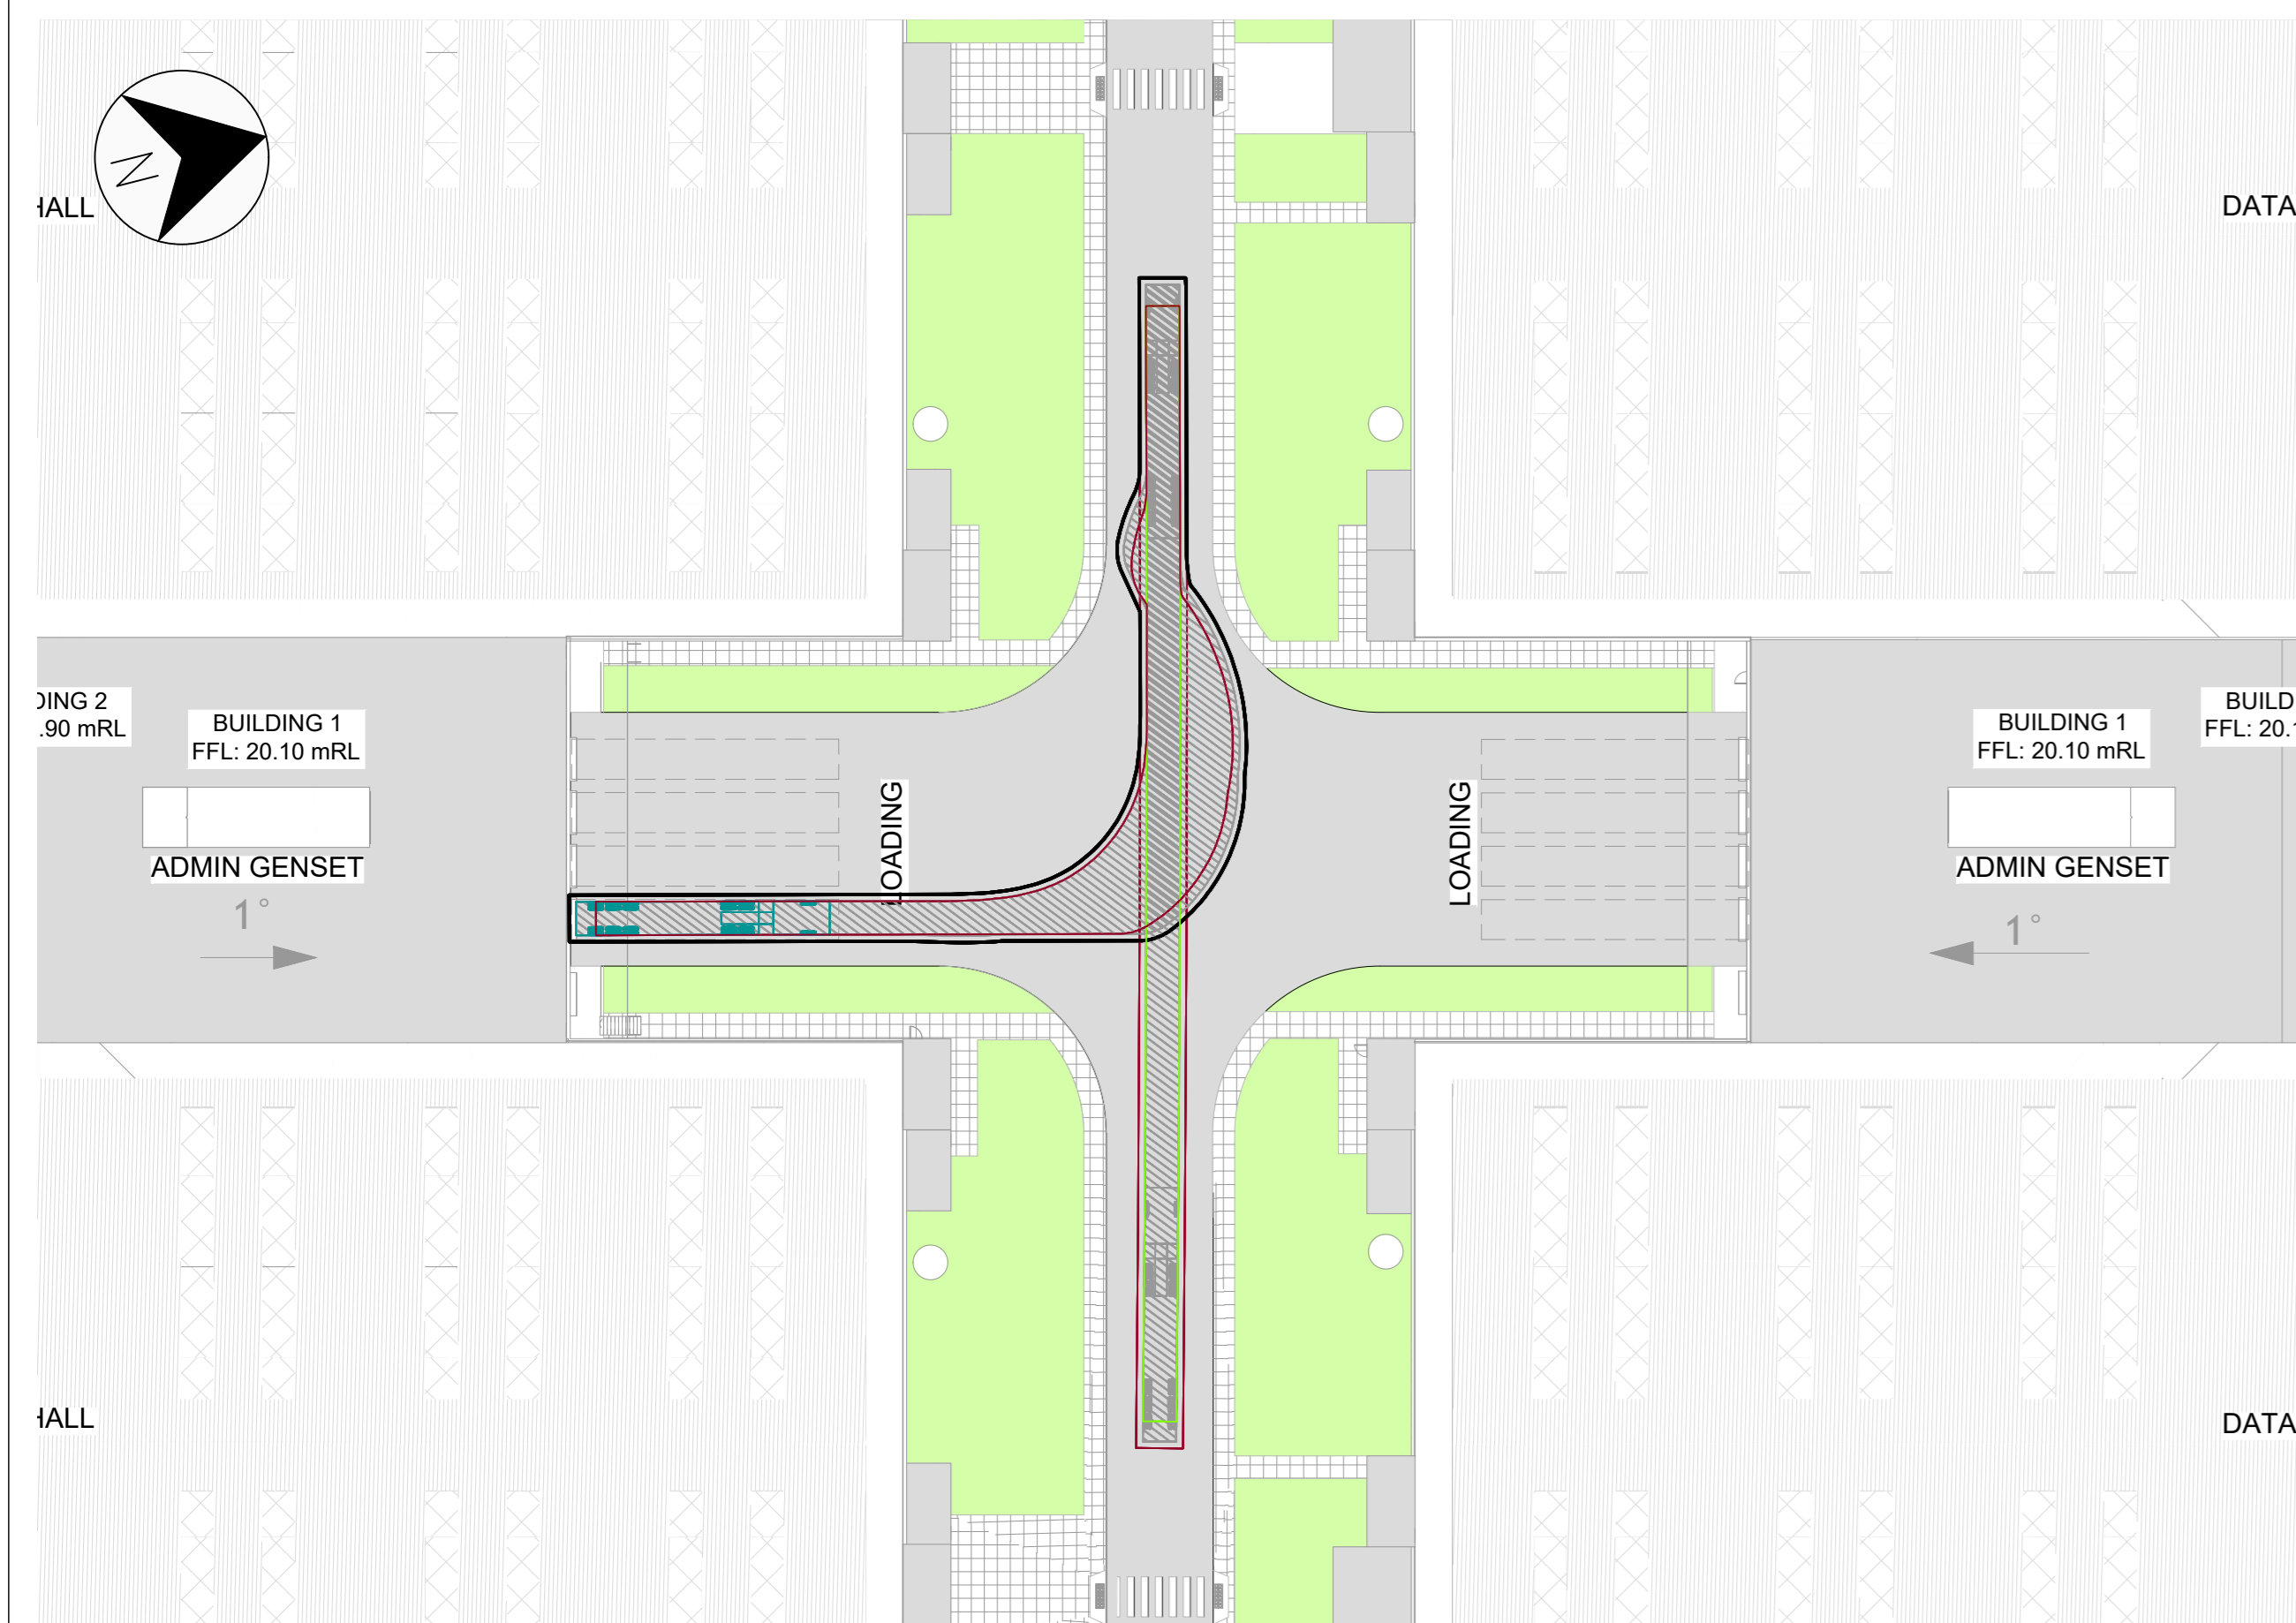 N
HALL
DATA
DING 2
.90 mRL
BUILDING 1
FFL: 20.10 mRL
ADMIN GENSET
1°
LOADING
LOADING
BUILDING 1
FFL: 20.10 mRL
ADMIN GENSET
1°
BUILD
FFL: 20.1
HALL
DATA